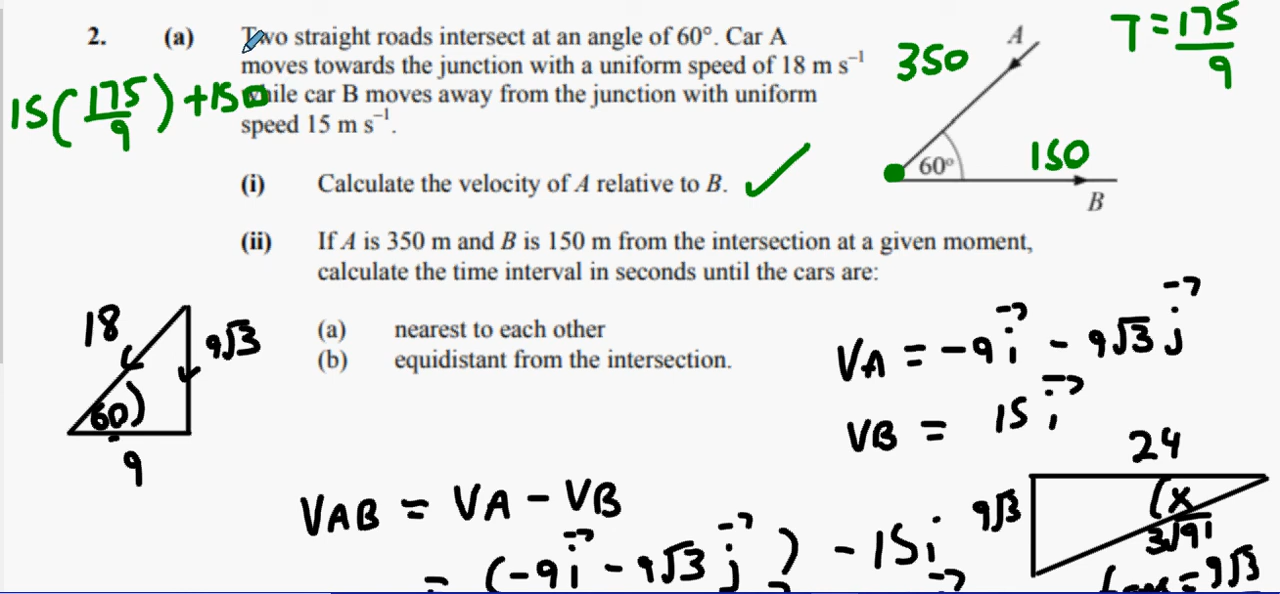 2. (a) Two straight roads intersect at an angle of 60°. Car A
moves towards the junction with a uniform speed of 18 m s⁻¹
while car B moves away from the junction with uniform
speed 15 m s⁻¹.
(i) Calculate the velocity of A relative to B.
(ii) If A is 350 m and B is 150 m from the intersection at a given moment,
calculate the time interval in seconds until the cars are:
(a) nearest to each other
(b) equidistant from the intersection.
15(175/9)+150
A
350
60°
150
B
T=175/9
18
9√3
60
9
VA = -9i - 9√3j
VB = 15i
VAB = VA - VB
= (-9i - 9√3j) - 15i
24
9√3
x
3√91
tanx=9√3